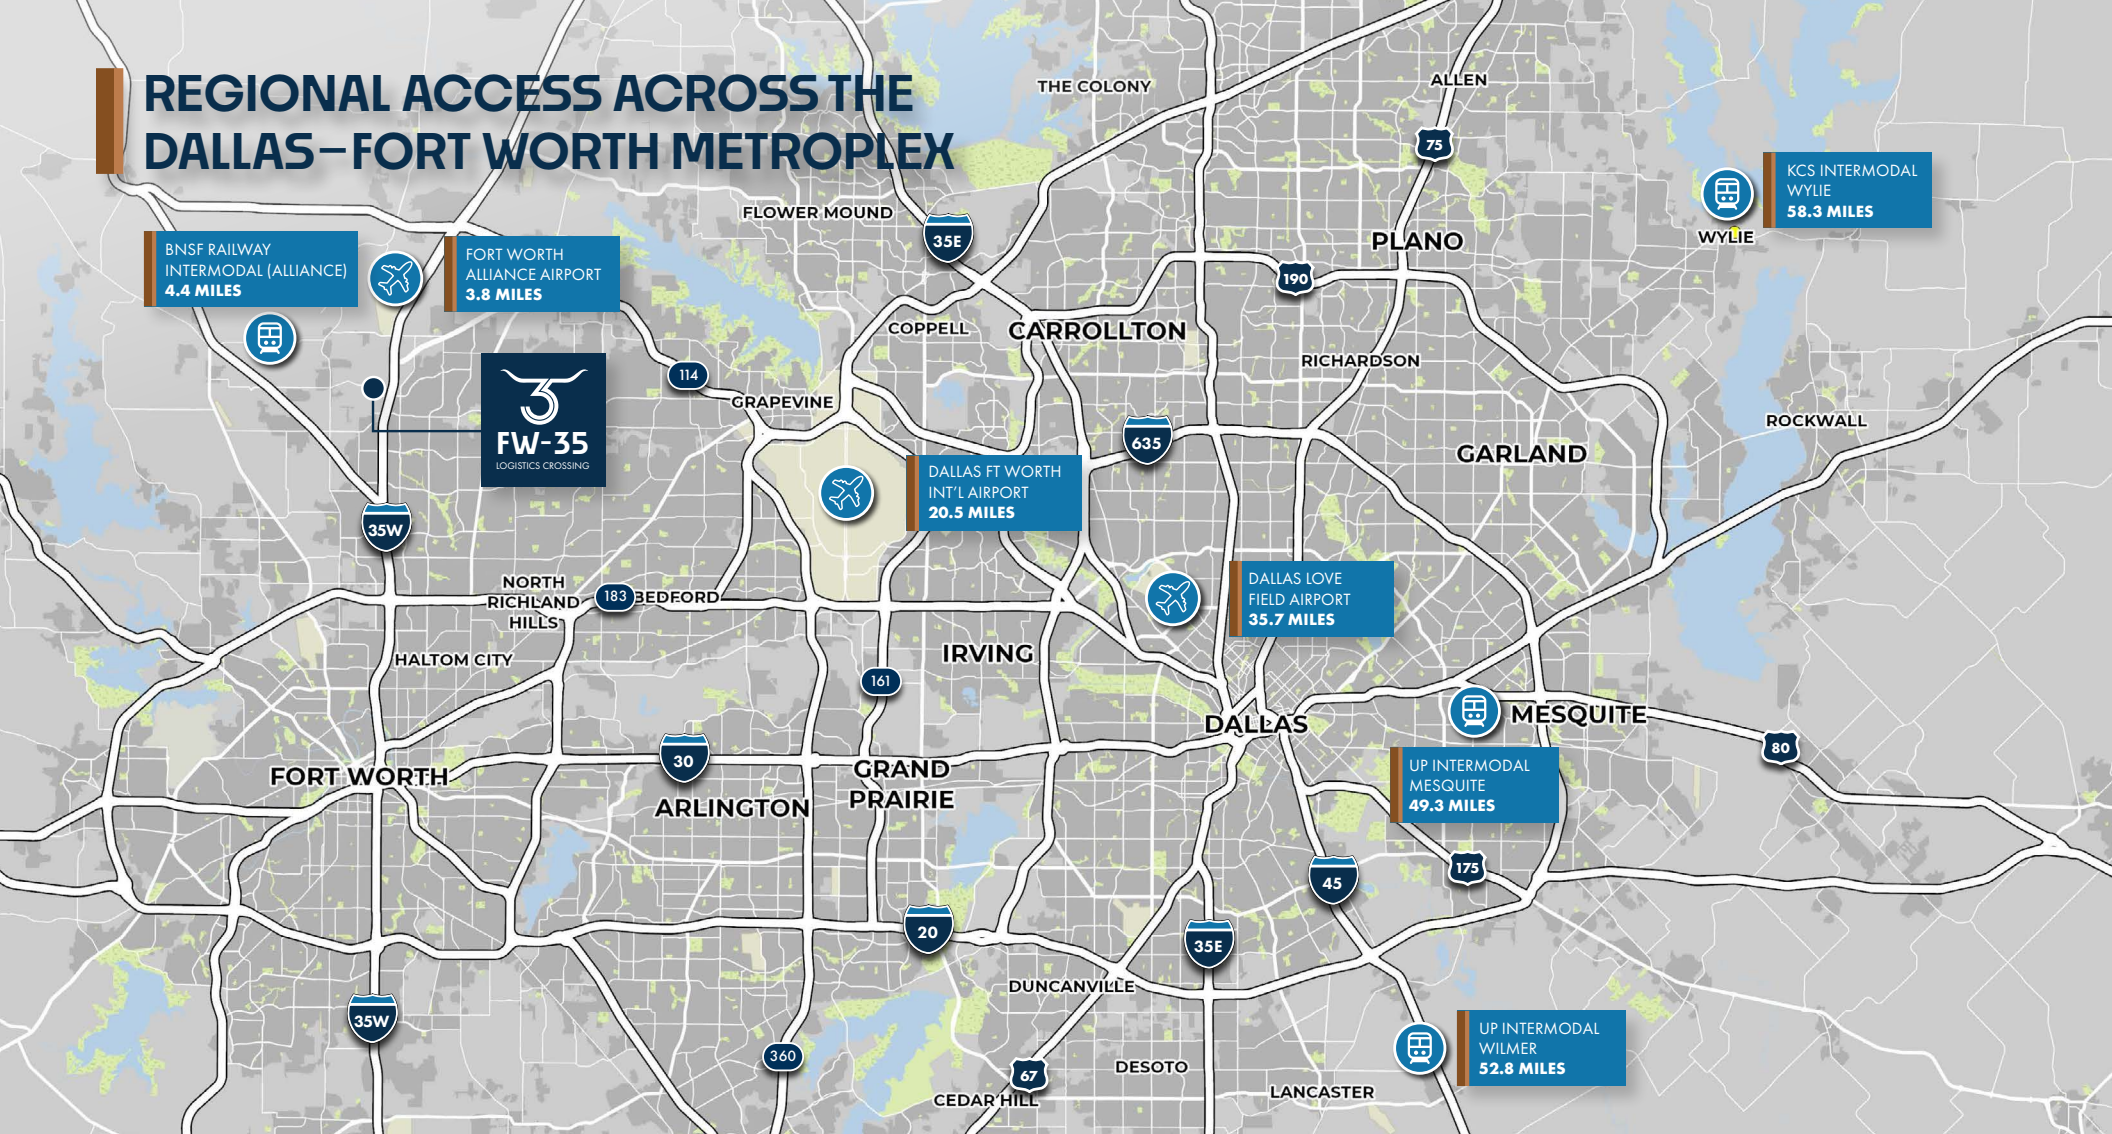 REGIONAL ACCESS ACROSS THE
DALLAS–FORT WORTH METROPLEX
THE COLONY
ALLEN
75
KCS INTERMODAL
WYLIE
58.3 MILES
WYLIE
FLOWER MOUND
35E
PLANO
190
BNSF RAILWAY
INTERMODAL (ALLIANCE)
4.4 MILES
FORT WORTH
ALLIANCE AIRPORT
3.8 MILES
COPPELL
CARROLLTON
RICHARDSON
114
GRAPEVINE
ROCKWALL
FW-35
LOGISTICS CROSSING
635
GARLAND
DALLAS FT WORTH
INT'L AIRPORT
20.5 MILES
35W
NORTH
RICHLAND
HILLS
183
BEDFORD
DALLAS LOVE
FIELD AIRPORT
35.7 MILES
HALTOM CITY
IRVING
161
DALLAS
MESQUITE
80
30
FORT WORTH
GRAND
PRAIRIE
ARLINGTON
UP INTERMODAL
MESQUITE
49.3 MILES
175
45
20
35E
DUNCANVILLE
35W
360
67
CEDAR HILL
DESOTO
LANCASTER
UP INTERMODAL
WILMER
52.8 MILES